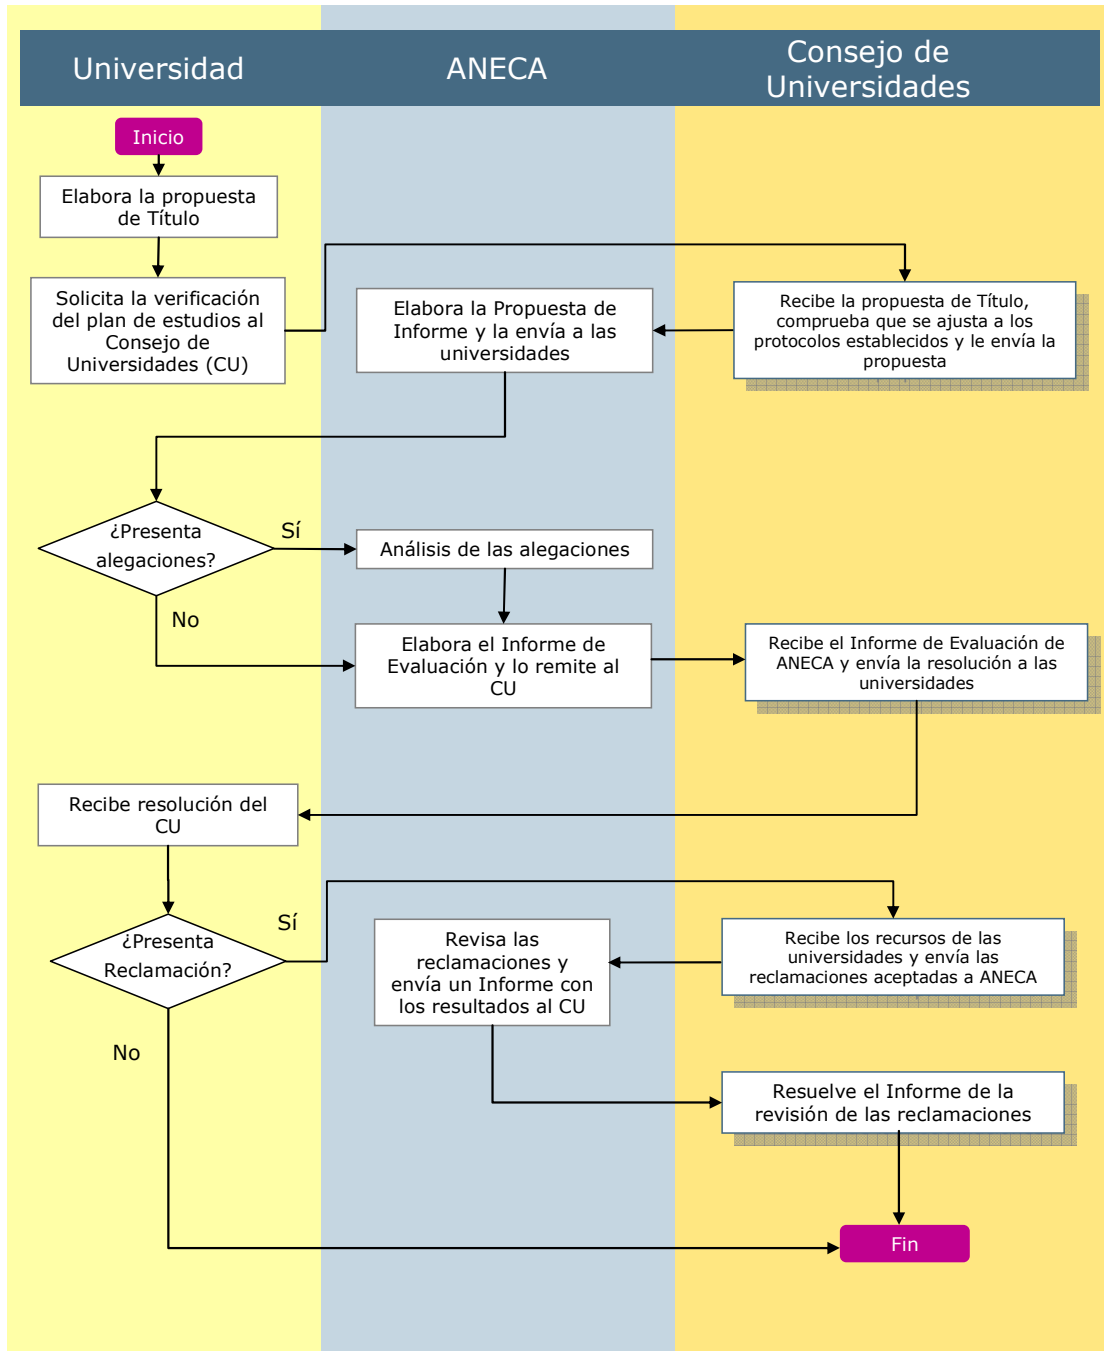 Universidad
ANECA
Consejo de
Universidades
Inicio
Elabora la propuesta
de Título
Solicita la verificación
del plan de estudios al
Consejo de
Universidades (CU)
Elabora la Propuesta de
Informe y la envía a las
universidades
Recibe la propuesta de Título,
comprueba que se ajusta a los
protocolos establecidos y le envía la
propuesta
¿Presenta
alegaciones?
Sí
No
Análisis de las alegaciones
Elabora el Informe de
Evaluación y lo remite al
CU
Recibe el Informe de Evaluación de
ANECA y envía la resolución a las
universidades
Recibe resolución del
CU
¿Presenta
Reclamación?
Sí
No
Revisa las
reclamaciones y
envía un Informe con
los resultados al CU
Recibe los recursos de las
universidades y envía las
reclamaciones aceptadas a ANECA
Resuelve el Informe de la
revisión de las reclamaciones
Fin